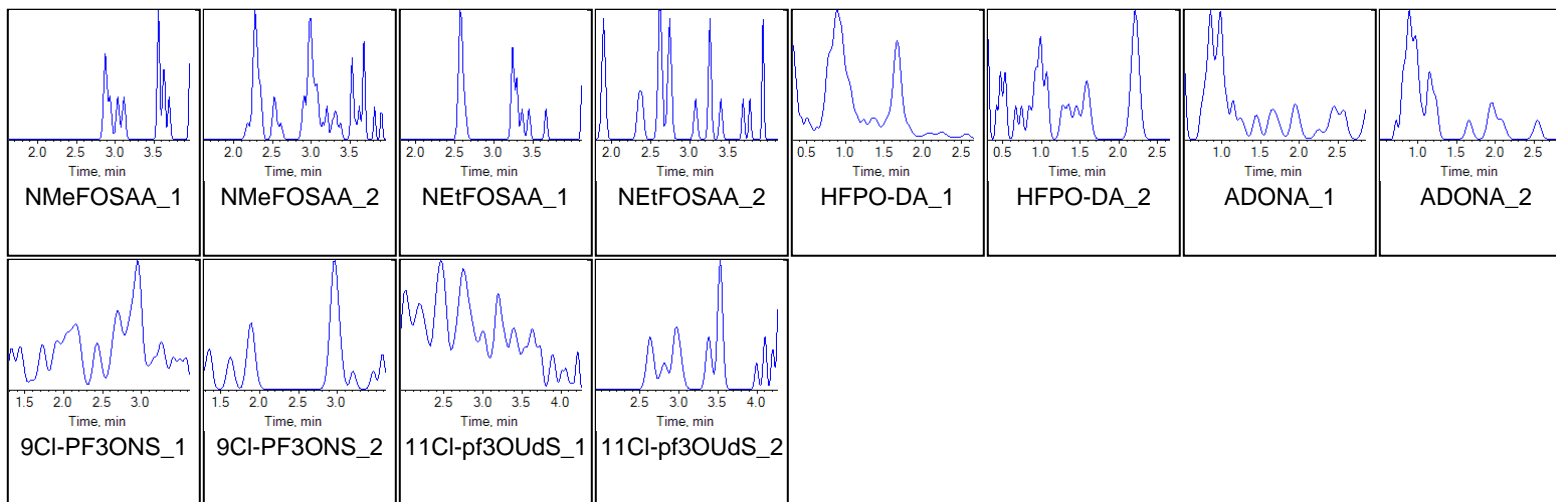 2.0 2.5 3.0 3.5
Time, min
NMeFOSAA_1
2.0 2.5 3.0 3.5
Time, min
NMeFOSAA_2
2.0 2.5 3.0 3.5
Time, min
NEtFOSAA_1
2.0 2.5 3.0 3.5
Time, min
NEtFOSAA_2
0.5 1.0 1.5 2.0 2.5
Time, min
HFPO-DA_1
0.5 1.0 1.5 2.0 2.5
Time, min
HFPO-DA_2
1.0 1.5 2.0 2.5
Time, min
ADONA_1
1.0 1.5 2.0 2.5
Time, min
ADONA_2
1.5 2.0 2.5 3.0
Time, min
9Cl-PF3ONS_1
1.5 2.0 2.5 3.0 3.5
Time, min
9Cl-PF3ONS_2
2.5 3.0 3.5 4.0
Time, min
11Cl-pf3OUdS_1
2.5 3.0 3.5 4.0
Time, min
11Cl-pf3OUdS_2